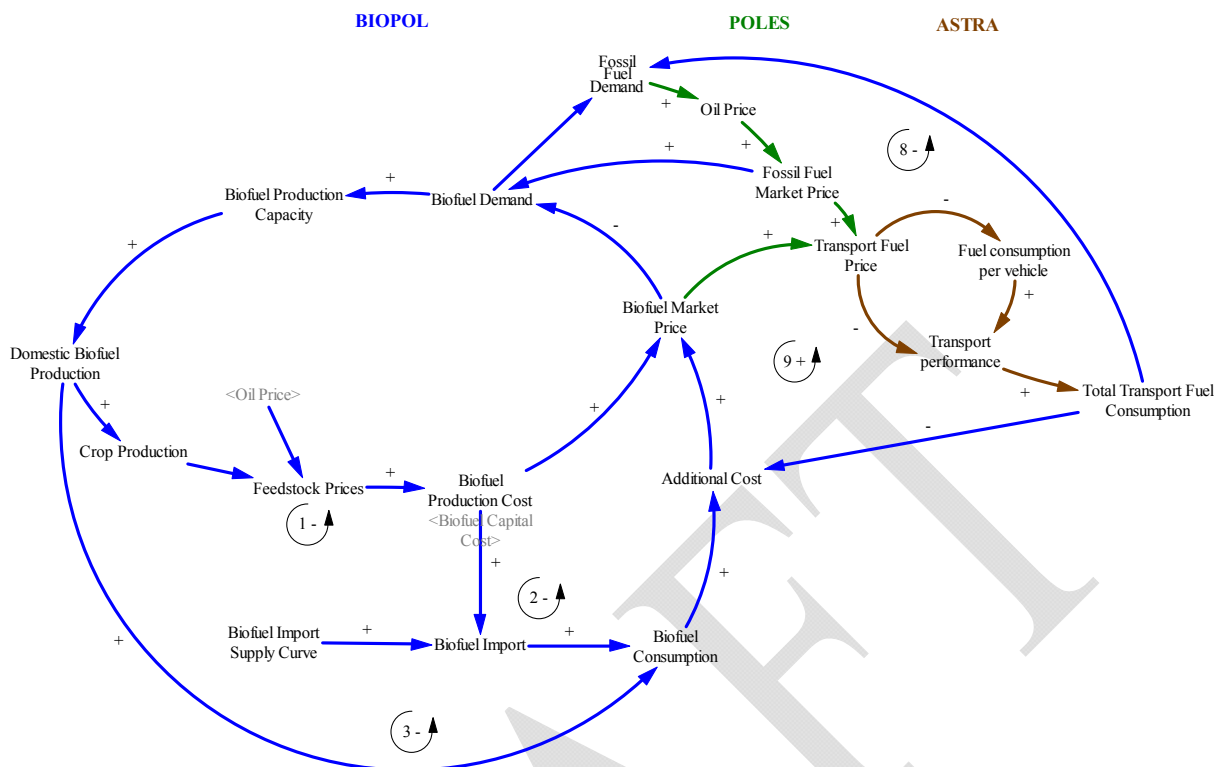 BIOPOL
POLES
ASTRA
Fossil
Fuel
Demand
+
Oil Price
+
+
8 -
Fossil Fuel
Market Price
-
+
Biofuel Production
Capacity
Biofuel Demand
+
+
-
+
Transport Fuel
Price
Fuel consumption
per vehicle
+
Biofuel Market
Price
-
Domestic Biofuel
Production
9 +
Transport
performance
+
Total Transport Fuel
Consumption
<Oil Price>
+
+
+
-
Crop Production
Feedstock Prices
+
Biofuel
Production Cost
<Biofuel Capital
Cost>
Additional Cost
1 -
+
+
2 -
Biofuel Import
Supply Curve
+
Biofuel Import
+
Biofuel
Consumption
+
3 -
DRAFT